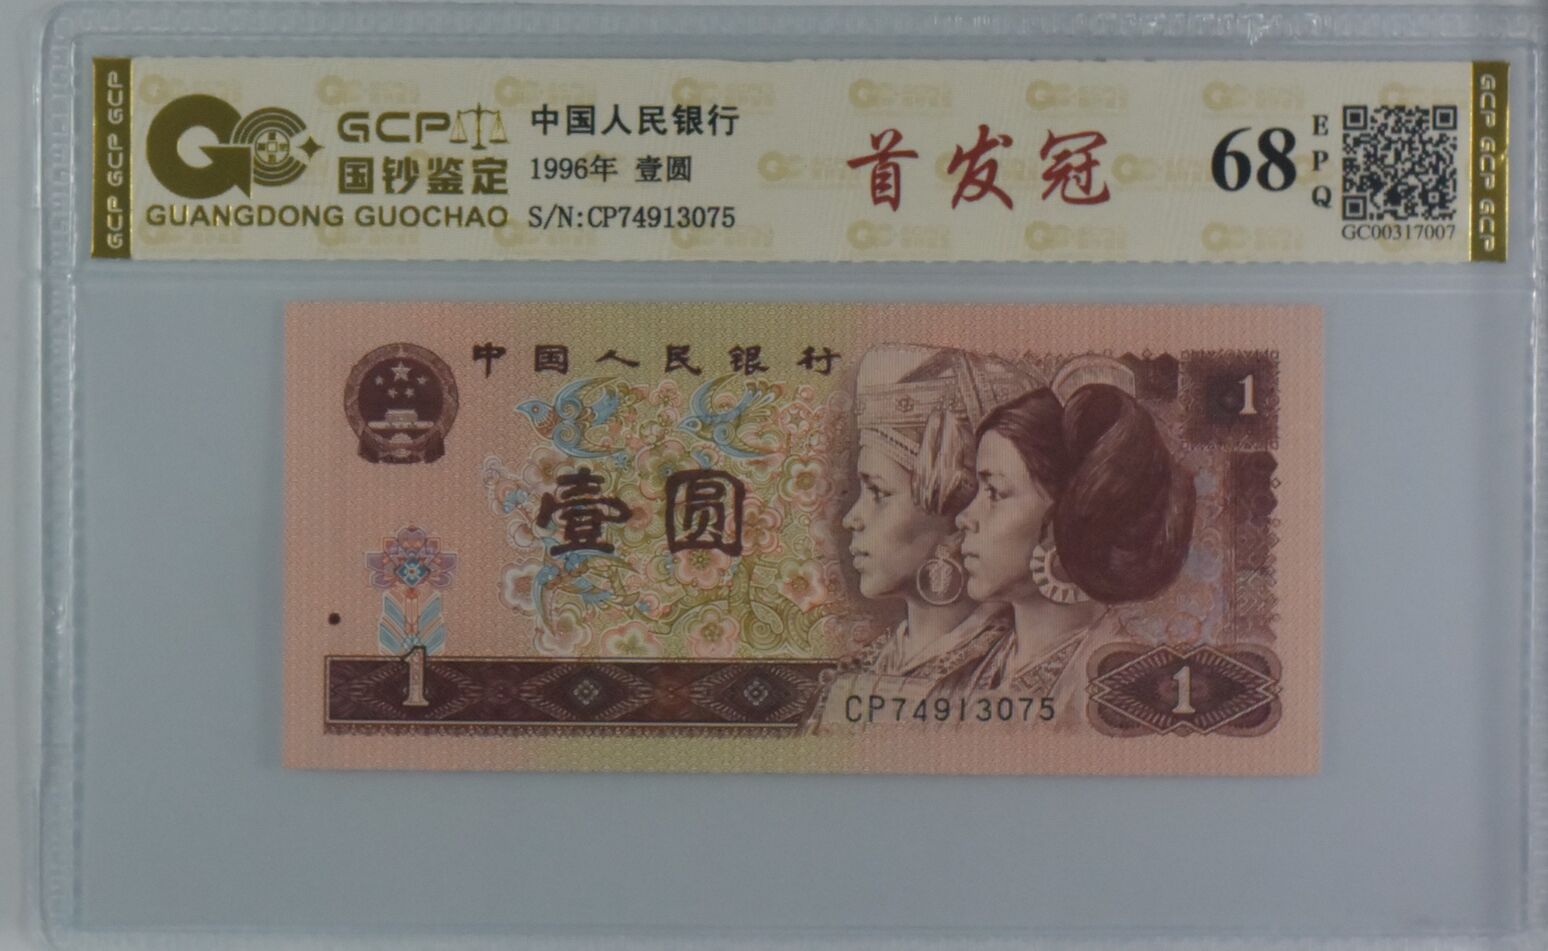 GCP GCP GCP
GCP
国钞鉴定
GUANGDONG GUOCHAO
中国人民银行
1996年 壹圆
S/N:CP74913075
首发冠
68
EPQ
GC00317007
GCP GCP GCP
中国人民银行
1
壹圆
1
CP74913075
1